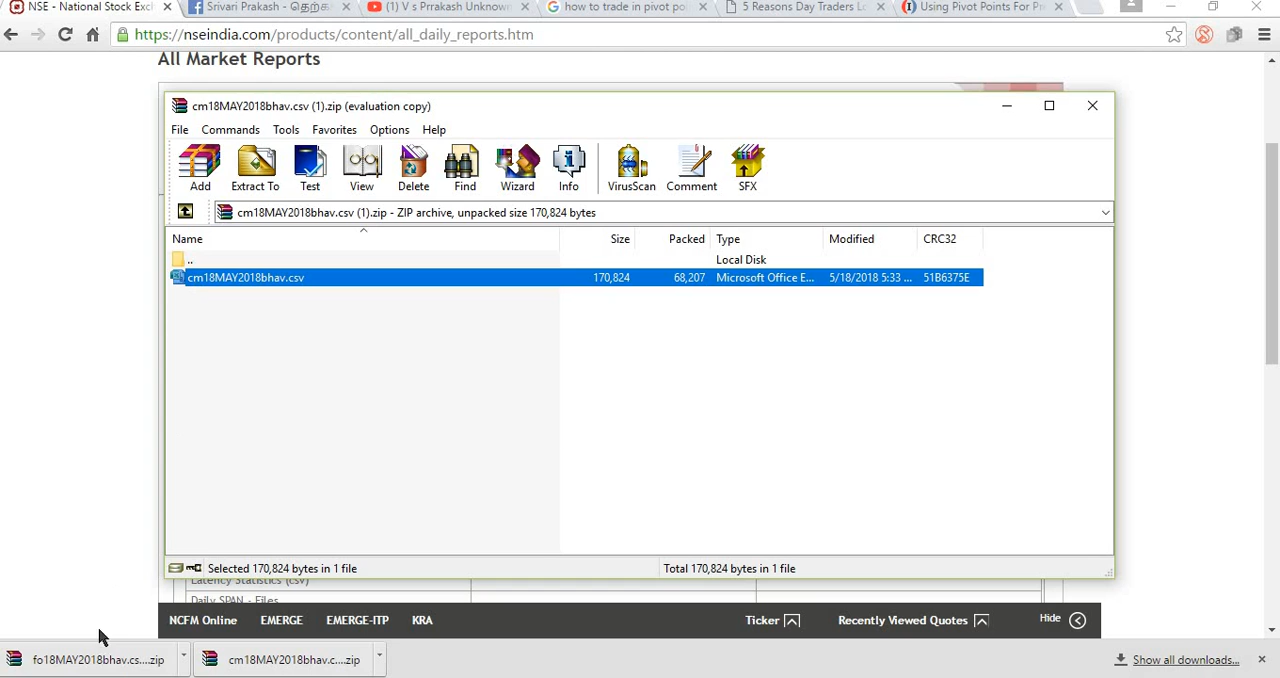 NSE - National Stock Excl
Srivari Prakash - தெற்க
(1) V s Prrakash Unknown
how to trade in pivot poi
5 Reasons Day Traders Lo
Using Pivot Points For Pr
https://nseindia.com/products/content/all_daily_reports.htm
All Market Reports
cm18MAY2018bhav.csv (1).zip (evaluation copy)
File Commands Tools Favorites Options Help
Add Extract To Test View Delete Find Wizard Info VirusScan Comment SFX
cm18MAY2018bhav.csv (1).zip - ZIP archive, unpacked size 170,824 bytes
Name Size Packed Type Modified CRC32
.. Local Disk
cm18MAY2018bhav.csv 170,824 68,207 Microsoft Office E... 5/18/2018 5:33 ... 51B6375E
Selected 170,824 bytes in 1 file Total 170,824 bytes in 1 file
Latency Statistics (csv)
Daily SPAN - Files
NCFM Online EMERGE EMERGE-ITP KRA Ticker Recently Viewed Quotes Hide
fo18MAY2018bhav.cs....zip cm18MAY2018bhav.c....zip Show all downloads...